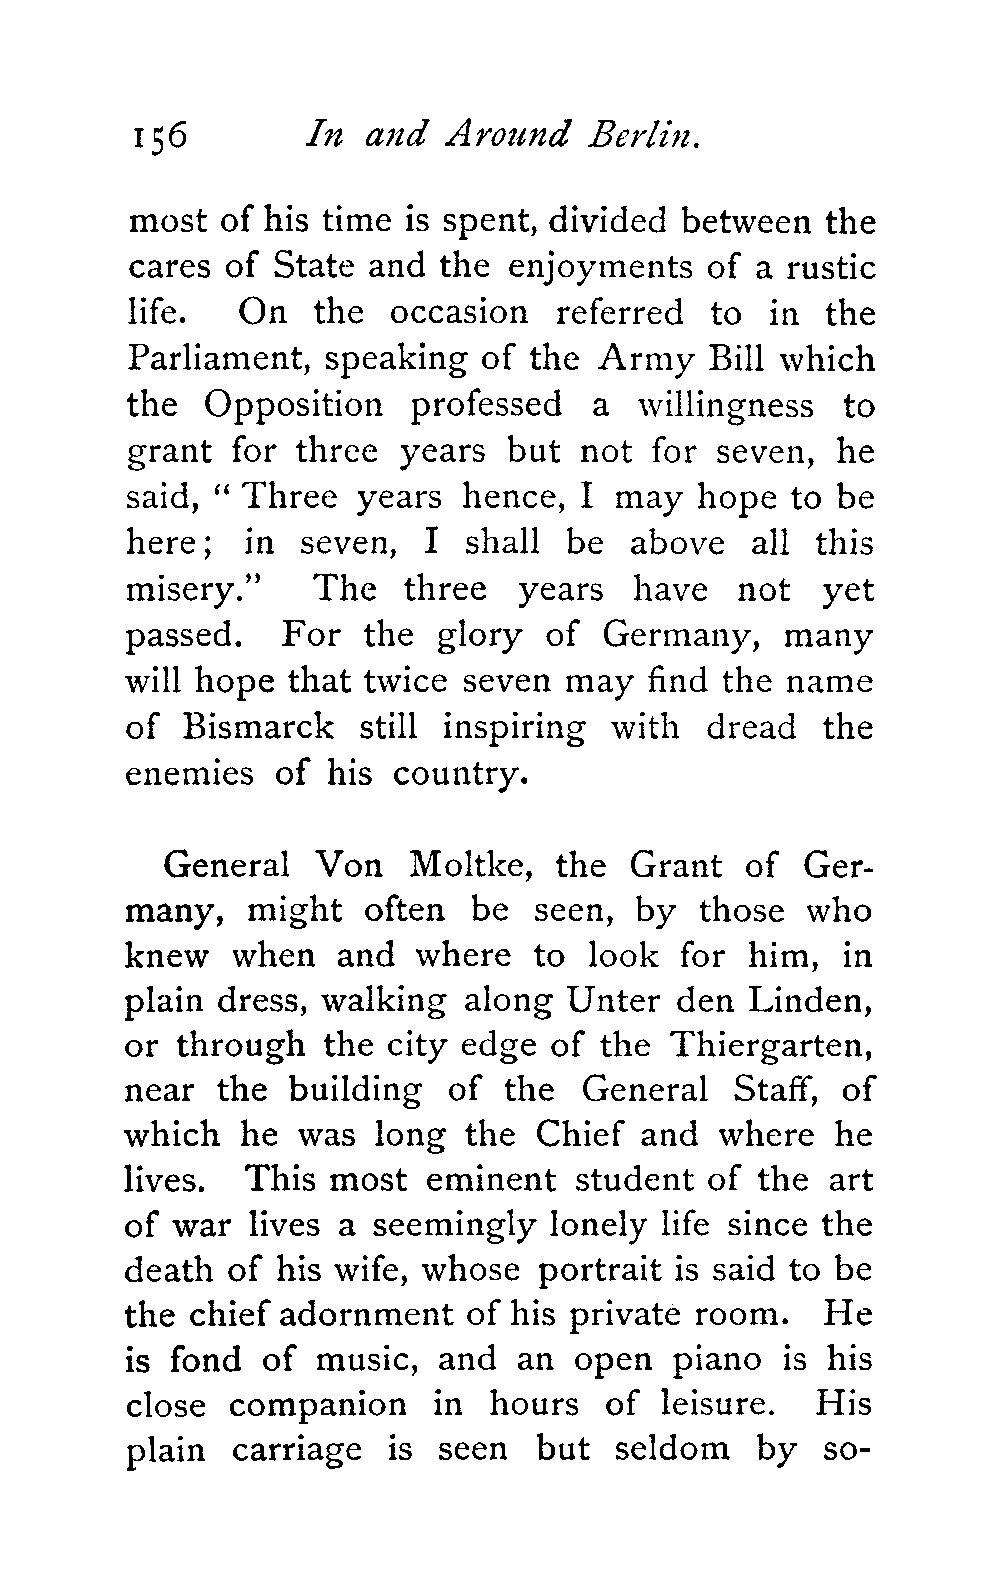 156 In and Around Berlin.
most of his time is spent, divided between the
cares of State and the enjoyments of a rustic
life. On the occasion referred to in the
Parliament, speaking of the Army Bill which
the Opposition professed a willingness to
grant for three years but not for seven, he
said, " Three years hence, I may hope to be
here; in seven, I shall be above all this
misery." The three years have not yet
passed. For the glory of Germany, many
will hope that twice seven may find the name
of Bismarck still inspiring with dread the
enemies of his country.
General Von Moltke, the Grant of Ger-
many, might often be seen, by those who
knew when and where to look for him, in
plain dress, walking along Unter den Linden,
or through the city edge of the Thiergarten,
near the building of the General Staff, of
which he was long the Chief and where he
lives. This most eminent student of the art
of war lives a seemingly lonely life since the
death of his wife, whose portrait is said to be
the chief adornment of his private room. He
is fond of music, and an open piano is his
close companion in hours of leisure. His
plain carriage is seen but seldom by so-